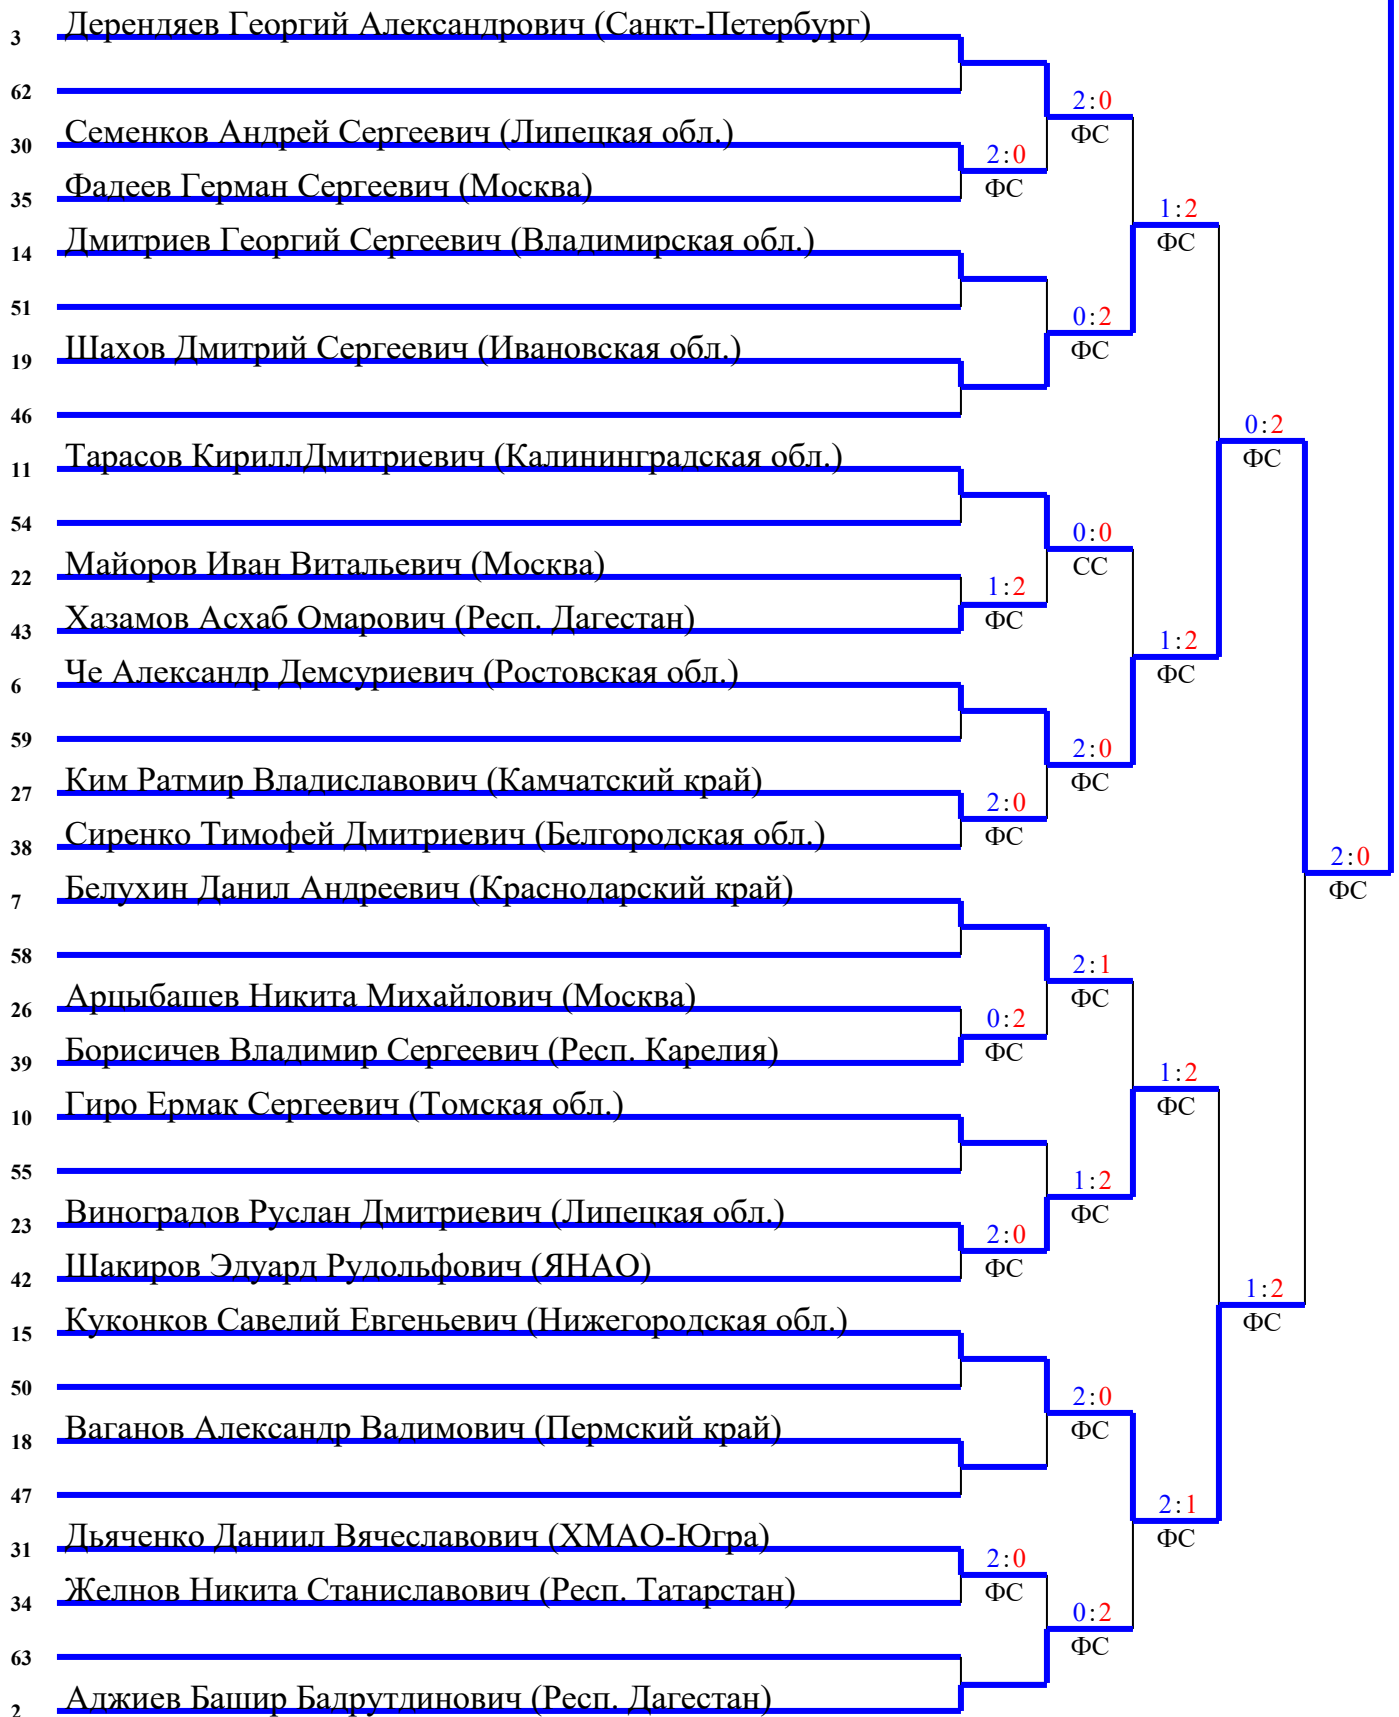 3 Дерендяев Георгий Александрович (Санкт-Петербург)
62
2:0
ФС
30 Семенков Андрей Сергеевич (Липецкая обл.)
2:0
ФС
35 Фадеев Герман Сергеевич (Москва)
1:2
ФС
14 Дмитриев Георгий Сергеевич (Владимирская обл.)
51
0:2
ФС
19 Шахов Дмитрий Сергеевич (Ивановская обл.)
46
0:2
ФС
11 Тарасов КириллДмитриевич (Калининградская обл.)
54
0:0
СС
22 Майоров Иван Витальевич (Москва)
1:2
ФС
43 Хазамов Асхаб Омарович (Респ. Дагестан)
1:2
ФС
6 Че Александр Демсуриевич (Ростовская обл.)
59
2:0
ФС
27 Ким Ратмир Владиславович (Камчатский край)
2:0
ФС
38 Сиренко Тимофей Дмитриевич (Белгородская обл.)
2:0
ФС
7 Белухин Данил Андреевич (Краснодарский край)
58
2:1
ФС
26 Арцыбашев Никита Михайлович (Москва)
0:2
ФС
39 Борисичев Владимир Сергеевич (Респ. Карелия)
1:2
ФС
10 Гиро Ермак Сергеевич (Томская обл.)
55
1:2
ФС
23 Виноградов Руслан Дмитриевич (Липецкая обл.)
2:0
ФС
42 Шакиров Эдуард Рудольфович (ЯНАО)
1:2
ФС
15 Куконков Савелий Евгеньевич (Нижегородская обл.)
50
2:0
ФС
18 Ваганов Александр Вадимович (Пермский край)
47
2:1
ФС
31 Дьяченко Даниил Вячеславович (ХМАО-Югра)
2:0
ФС
34 Желнов Никита Станиславович (Респ. Татарстан)
0:2
ФС
63
2 Аджиев Башир Бадрутдинович (Респ. Дагестан)